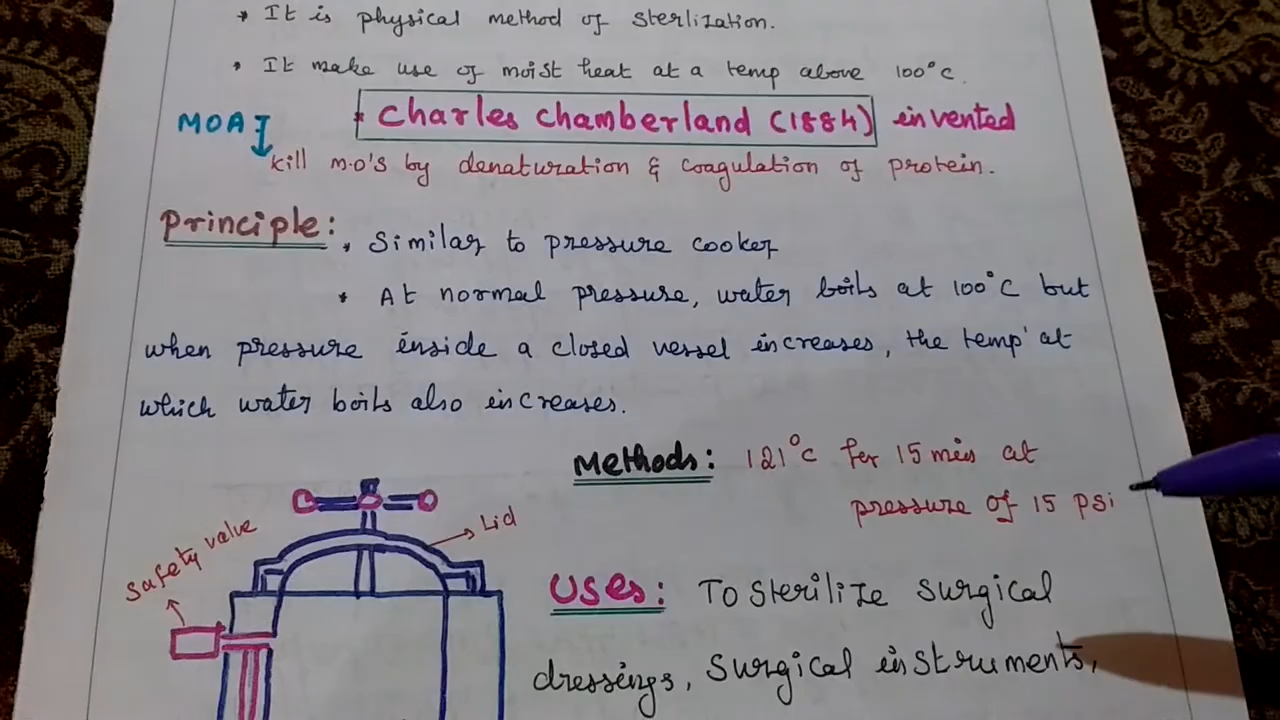 * It is physical method of sterlization.
* It make use of moist heat at a temp above 100°c.
MOA
* Charles Chamberland (1884) invented
kill m.o's by denaturation & coagulation of protein.
Principle:
* Similar to pressure cooker
* At normal pressure, water boils at 100°C but
when pressure inside a closed vessel increases, the temp' at
which water boils also increases.
Methods: 121°c for 15 mins at
pressure of 15 psi
Safety valve
Lid
Uses: To sterilize surgical
dressings, surgical instruments,